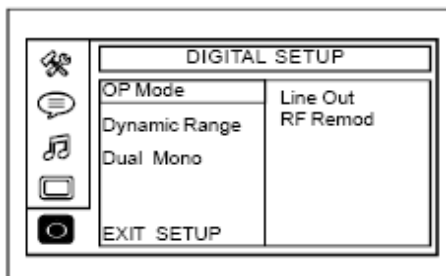 DIGITAL SETUP
OP Mode
Dynamic Range
Dual Mono
EXIT SETUP
Line Out
RF Remod